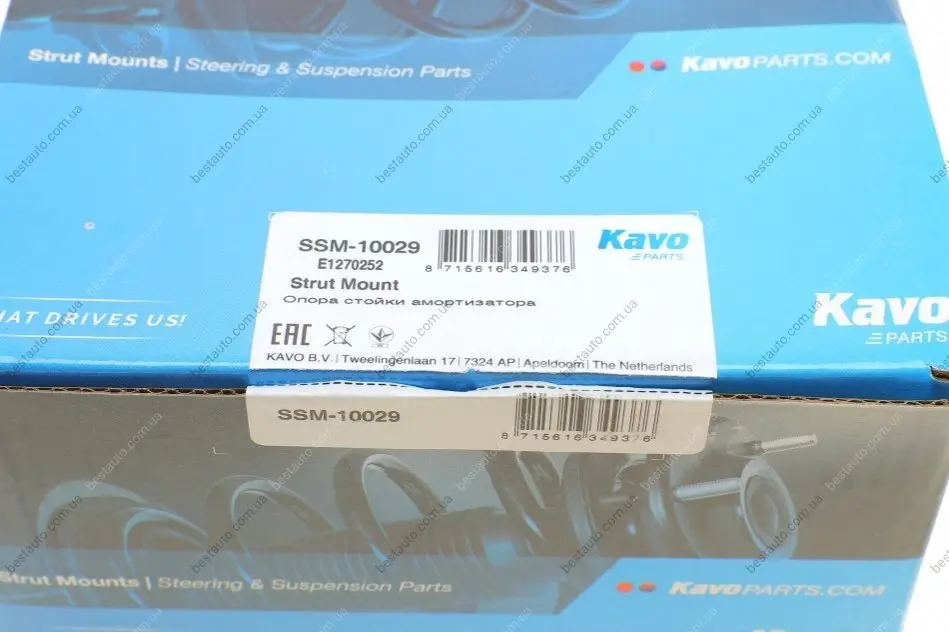 Strut Mounts | Steering & Suspension Parts
KavoPARTS.COM
SSM-10029
E1270252
8 715616 349376
Kavo
PARTS
Strut Mount
Опора стойки амортизатора
EAC
KAVO B.V. | Tweelingenlaan 17 | 7324 AP | Apeldoorn | The Netherlands
HAT DRIVES US!
Kavo
PARTS
SSM-10029
8 715616 349376
Strut Mounts | Steering & Suspension Parts
KavoPARTS.COM
bestauto.com.ua